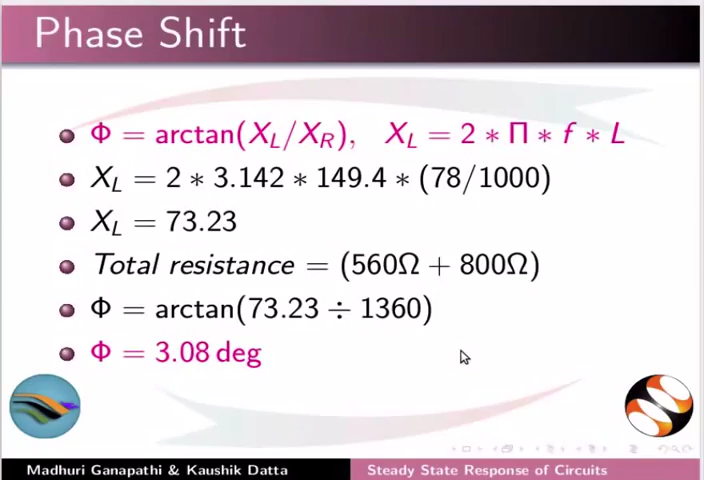 Phase Shift
Φ = arctan(X_L/X_R), X_L = 2 * Π * f * L
X_L = 2 * 3.142 * 149.4 * (78/1000)
X_L = 73.23
Total resistance = (560Ω + 800Ω)
Φ = arctan(73.23 ÷ 1360)
Φ = 3.08 deg
Madhuri Ganapathi & Kaushik Datta
Steady State Response of Circuits